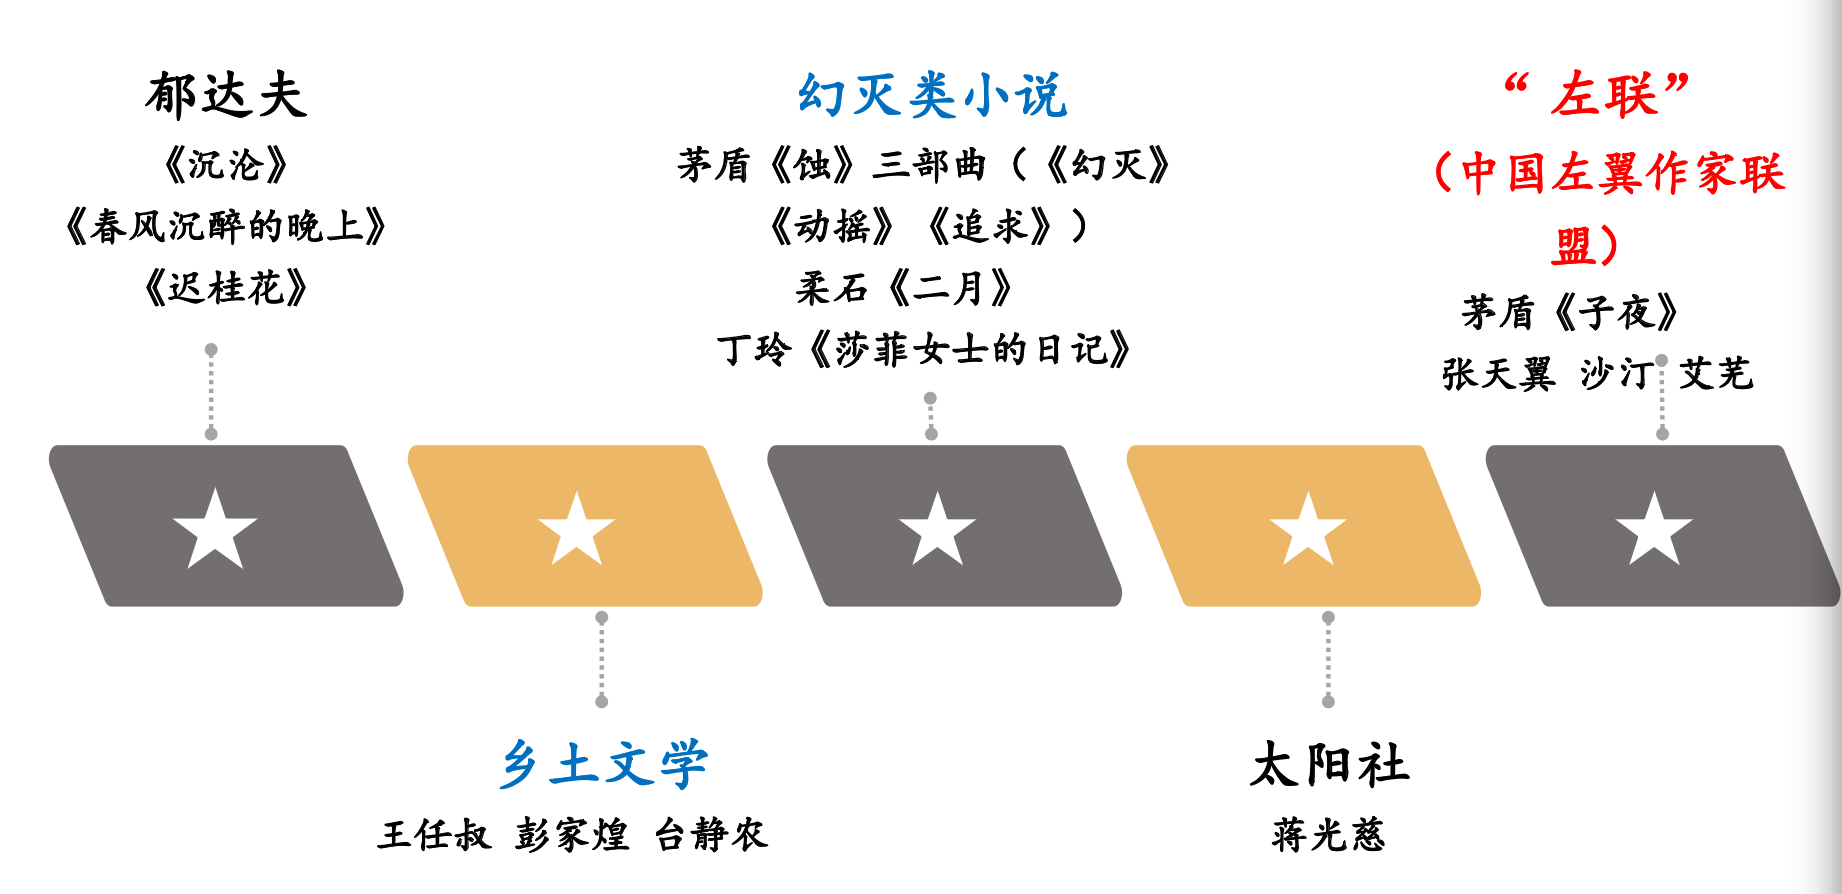 郁达夫
《沉沦》
《春风沉醉的晚上》
《迟桂花》
幻灭类小说
茅盾《蚀》三部曲（《幻灭》
《动摇》《追求》）
柔石《二月》
丁玲《莎菲女士的日记》
“左联”
（中国左翼作家联
盟）
茅盾《子夜》
张天翼 沙汀 艾芜
乡土文学
王任叔 彭家煌 台静农
太阳社
蒋光慈